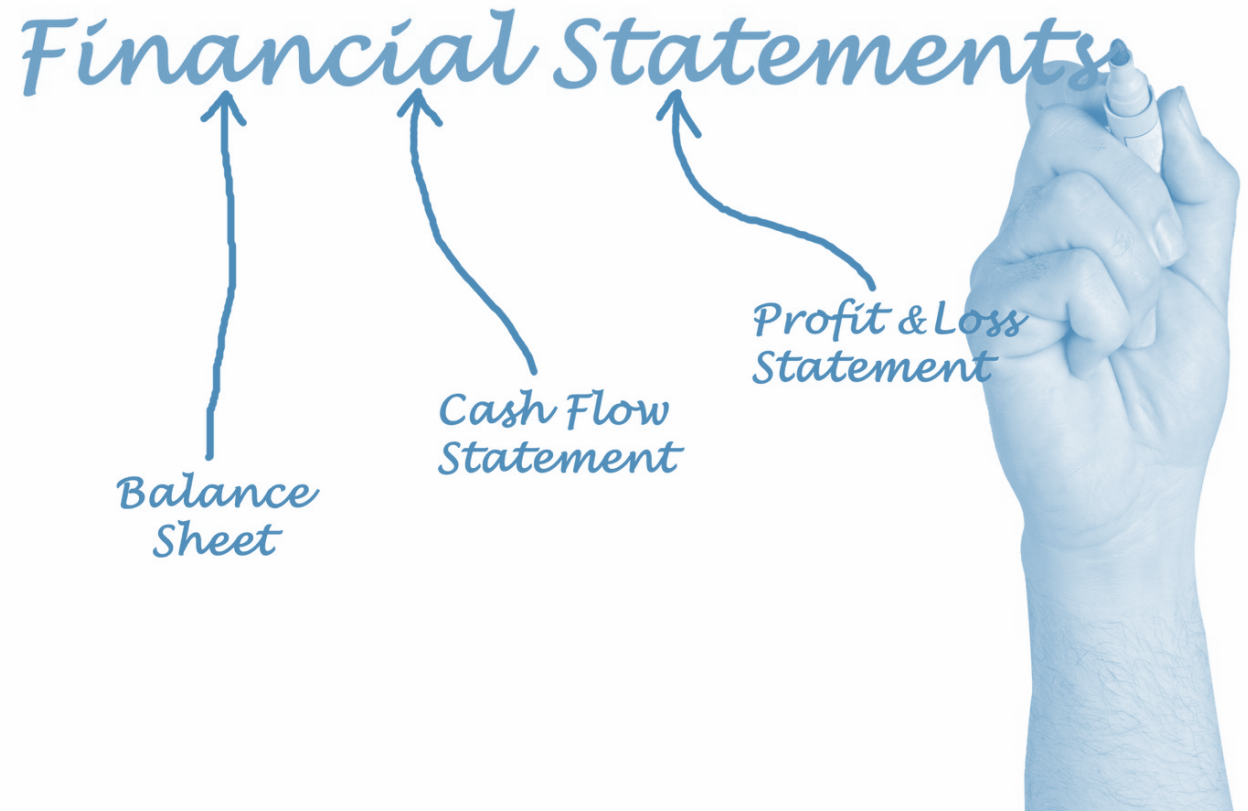 Financial Statements
Profit & Loss
Statement
Cash Flow
Statement
Balance
Sheet